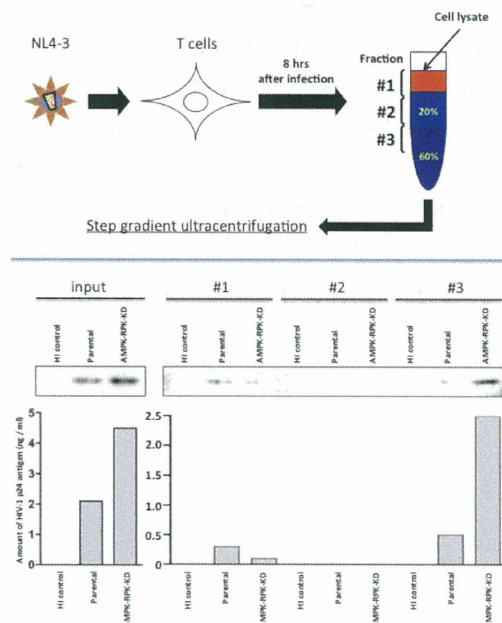 Cell lysate
NL4-3
T cells
8 hrs
after infection
Fraction
#1
#2
#3
20%
60%
Step gradient ultracentrifugation
input
#1
#2
#3
HI control
Parental
AMPK-RPK-KD
HI control
Parental
AMPK-RPK-KD
HI control
Parental
AMPK-RPK-KD
HI control
Parental
AMPK-RPK-KD
Amount of HIV-1 p24 antigen (ng / ml)
5
4
3
2
1
0
2.5
2.0
1.5
1.0
0.5
0
HI control
Parental
MPK-RPK-KD
HI control
Parental
MPK-RPK-KD
HI control
Parental
MPK-RPK-KD
HI control
Parental
MPK-RPK-KD